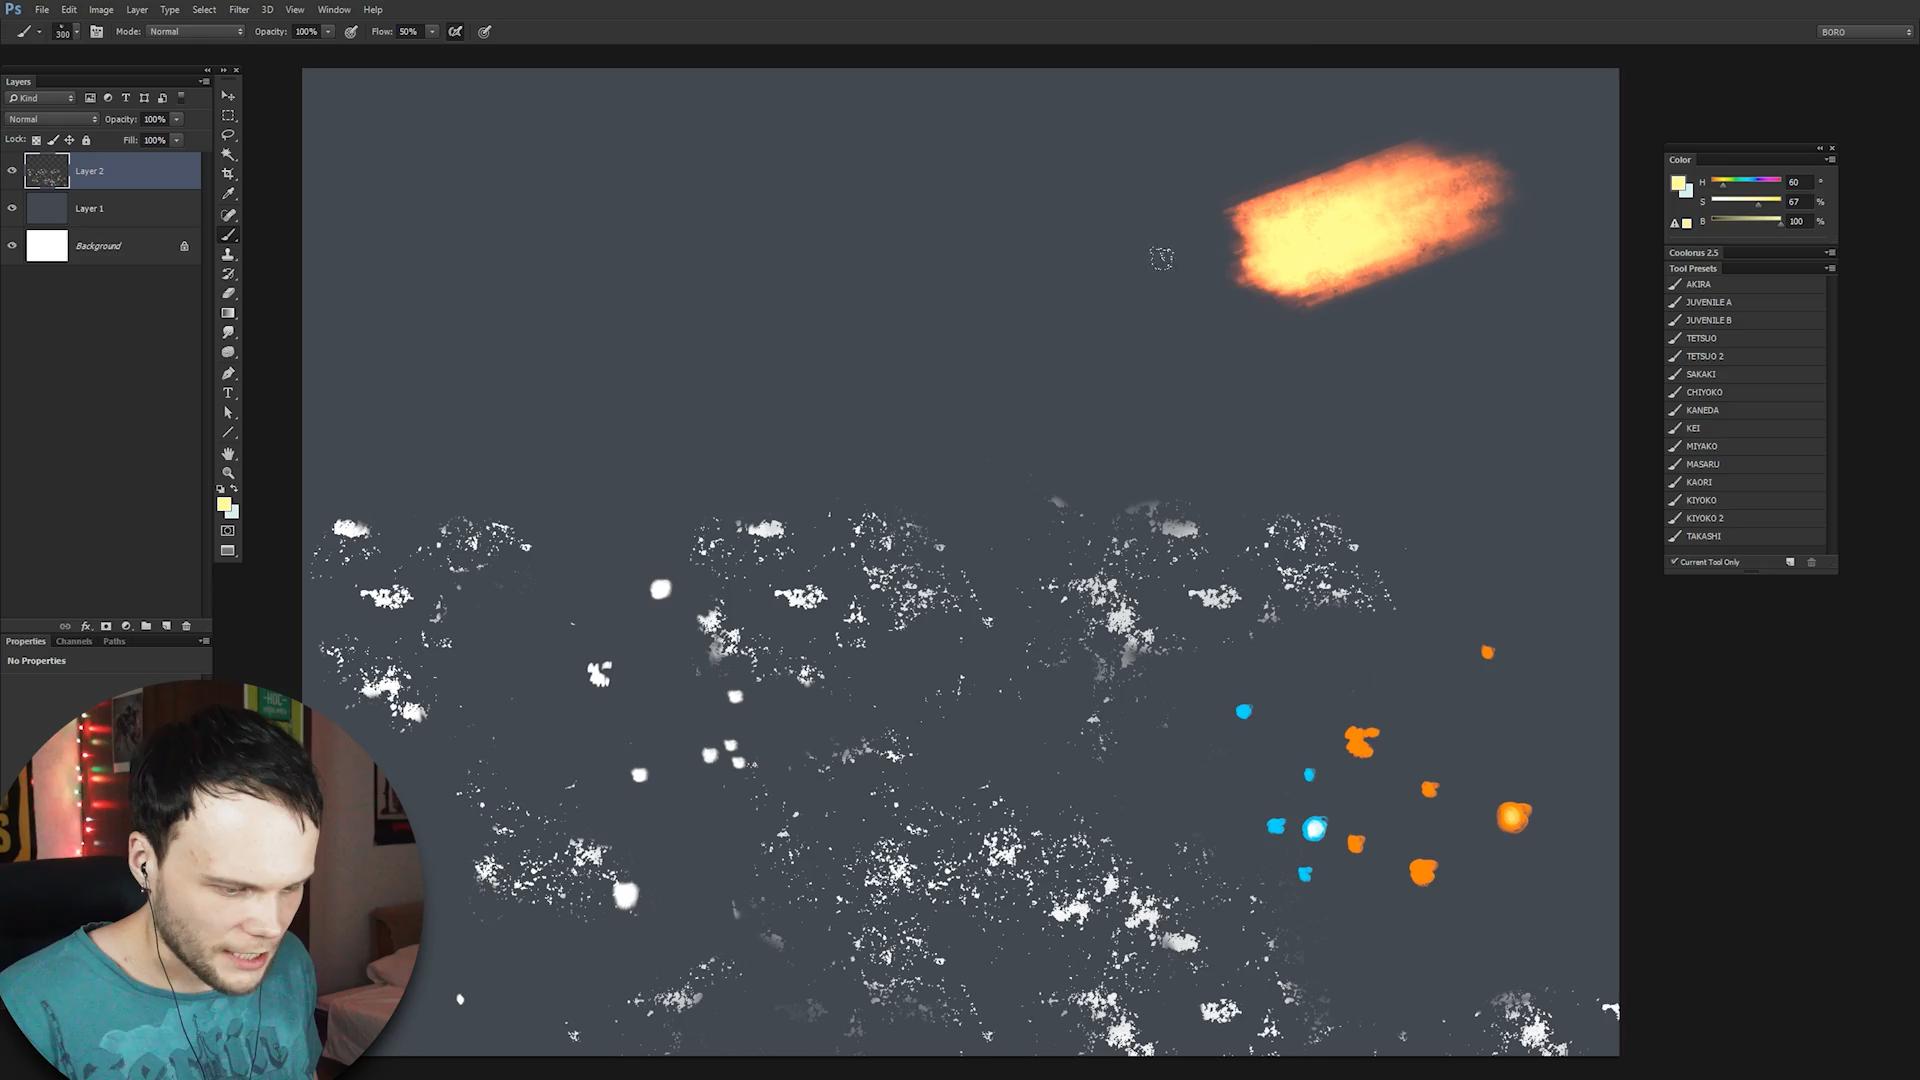 Ps File Edit Image Layer Type Select Filter 3D View Window Help
300 Mode: Normal Opacity: 100% Flow: 50% BORO
Layers
Kind
Normal Opacity: 100%
Lock: Fill: 100%
Layer 2
Layer 1
Background
Properties Channels Paths
No Properties
Color
H 60 °
S 67 %
B 100 %
Coolorus 2.5
Tool Presets
AKIRA
JUVENILE A
JUVENILE B
TETSUO
TETSUO 2
SAKAKI
CHIYOKO
KANEDA
KEI
MIYAKO
MASARU
KAORI
KIYOKO
KIYOKO 2
TAKASHI
Current Tool Only